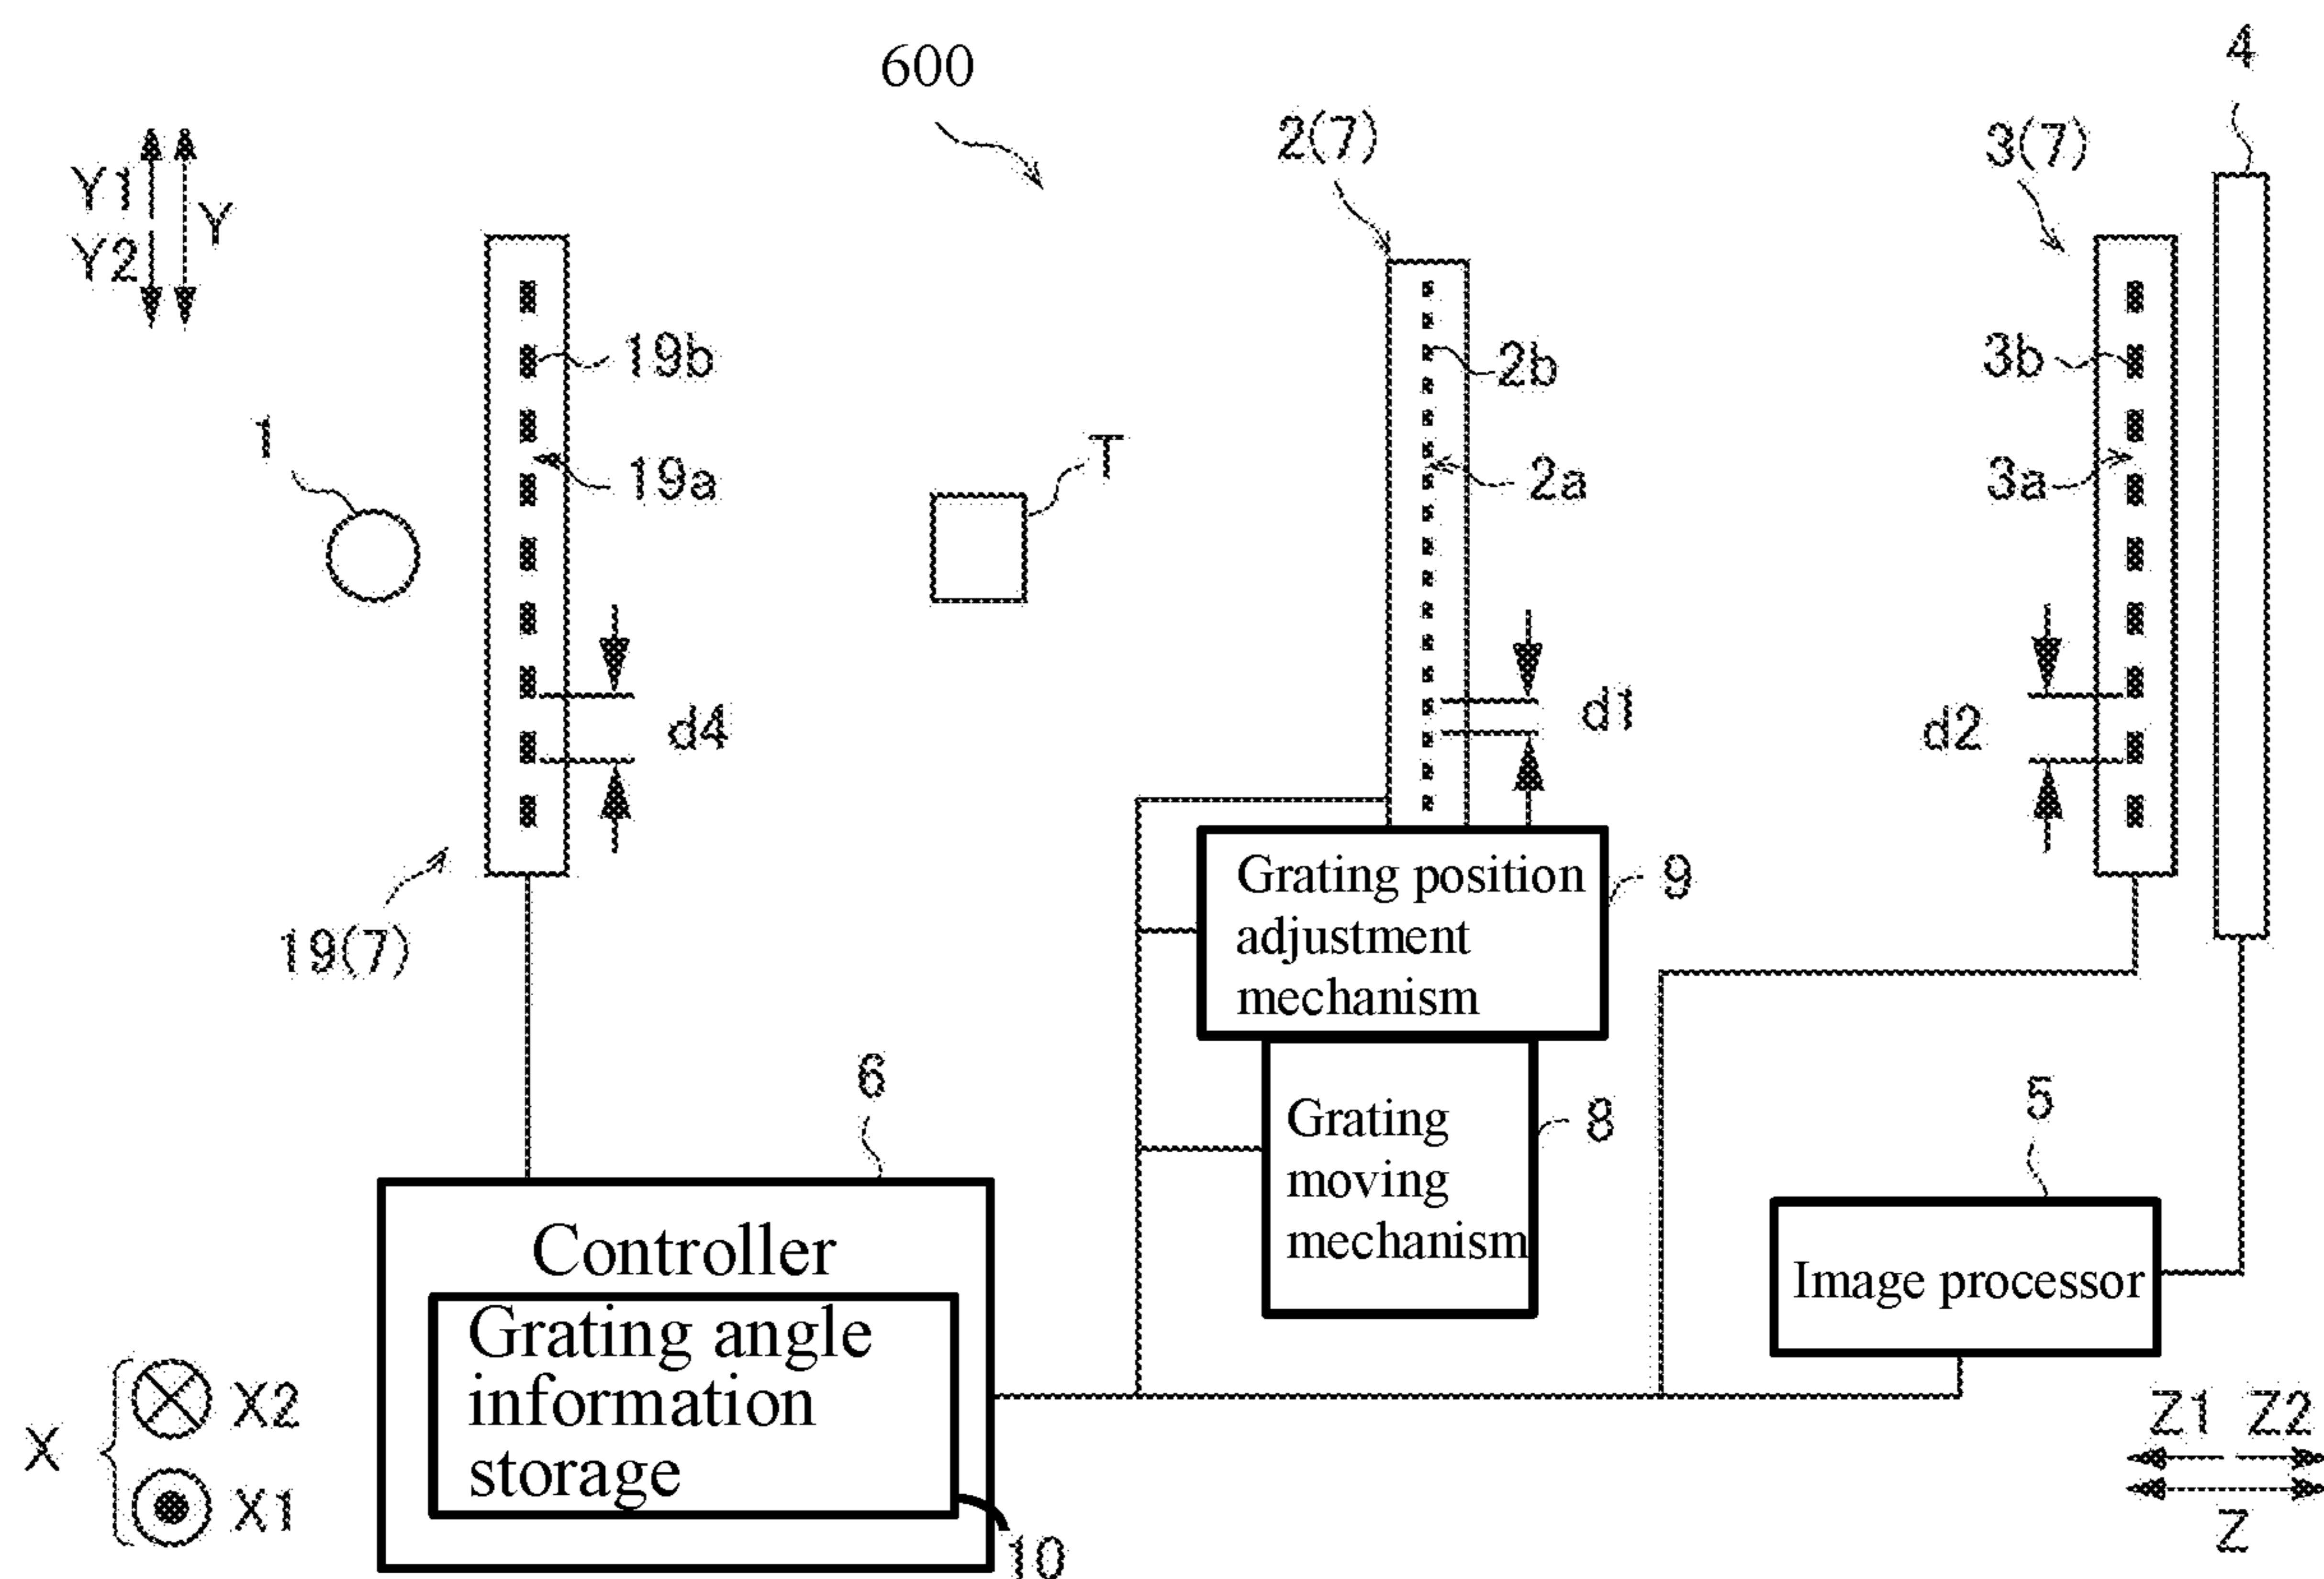 600
4
2(7)
3(7)
Y1
Y
Y2
19b
2b
3b
1
T
19a
2a
3a
d4
d1
d2
Grating position
adjustment
mechanism
9
19(7)
6
Grating
moving
mechanism
8
5
Controller
Image processor
Grating angle
information
storage
10
X
X2
X1
Z1 Z2
Z